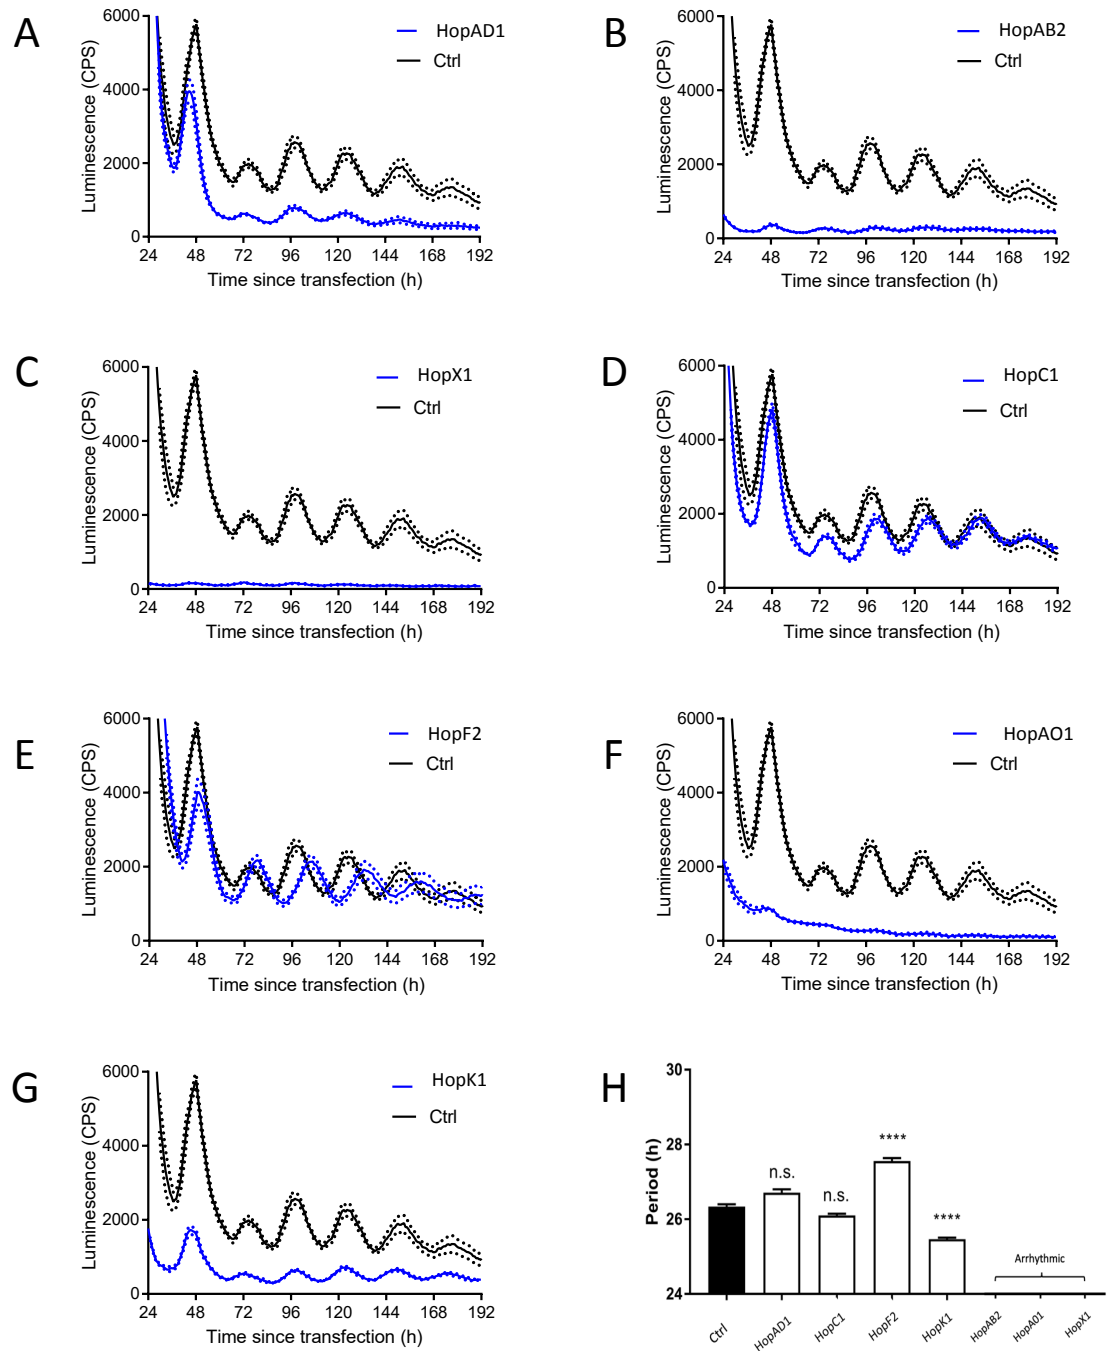 A
HopAD1
Ctrl
Luminescence (CPS)
6000
4000
2000
0
24 48 72 96 120 144 168 192
Time since transfection (h)
B
HopAB2
Ctrl
Luminescence (CPS)
6000
4000
2000
0
24 48 72 96 120 144 168 192
Time since transfection (h)
C
HopX1
Ctrl
Luminescence (CPS)
6000
4000
2000
0
24 48 72 96 120 144 168 192
Time since transfection (h)
D
HopC1
Ctrl
Luminescence (CPS)
6000
4000
2000
0
24 48 72 96 120 144 168 192
Time since transfection (h)
E
HopF2
Ctrl
Luminescence (CPS)
6000
4000
2000
0
24 48 72 96 120 144 168 192
Time since transfection (h)
F
HopAO1
Ctrl
Luminescence (CPS)
6000
4000
2000
0
24 48 72 96 120 144 168 192
Time since transfection (h)
G
HopK1
Ctrl
Luminescence (CPS)
6000
4000
2000
0
24 48 72 96 120 144 168 192
Time since transfection (h)
H
Period (h)
30
28
26
24
n.s.
n.s.
****
****
Arrhythmic
Ctrl
HopAD1
HopC1
HopF2
HopK1
HopAB2
HopA01
HopX1